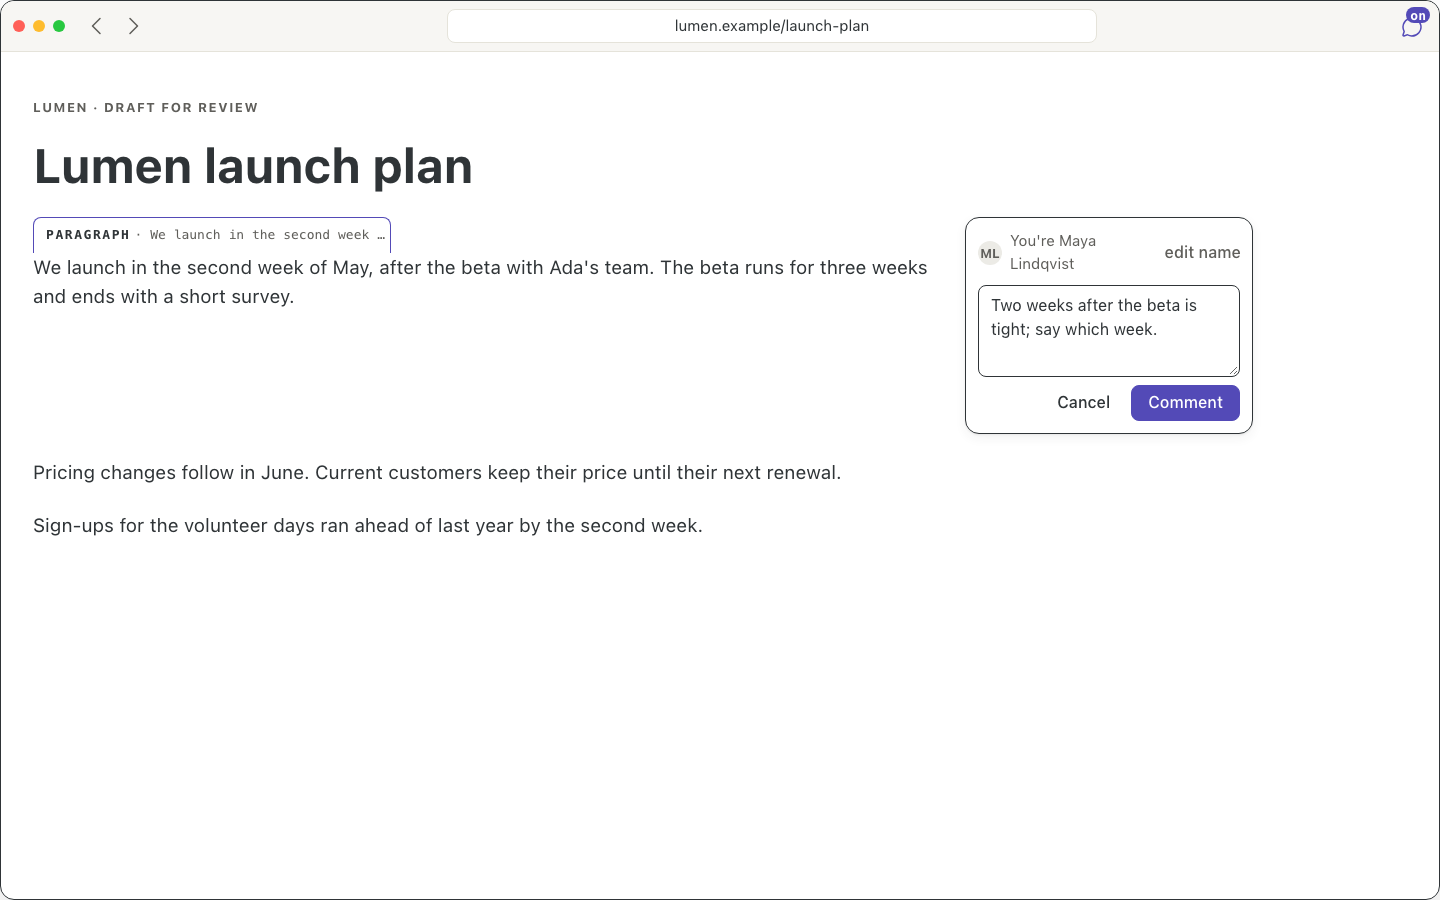 lumen.example/launch-plan
on
LUMEN · DRAFT FOR REVIEW
Lumen launch plan
PARAGRAPH · We launch in the second week …
We launch in the second week of May, after the beta with Ada's team. The beta runs for three weeks
and ends with a short survey.
ML
You're Maya
Lindqvist
edit name
Two weeks after the beta is
tight; say which week.
Cancel
Comment
Pricing changes follow in June. Current customers keep their price until their next renewal.
Sign-ups for the volunteer days ran ahead of last year by the second week.